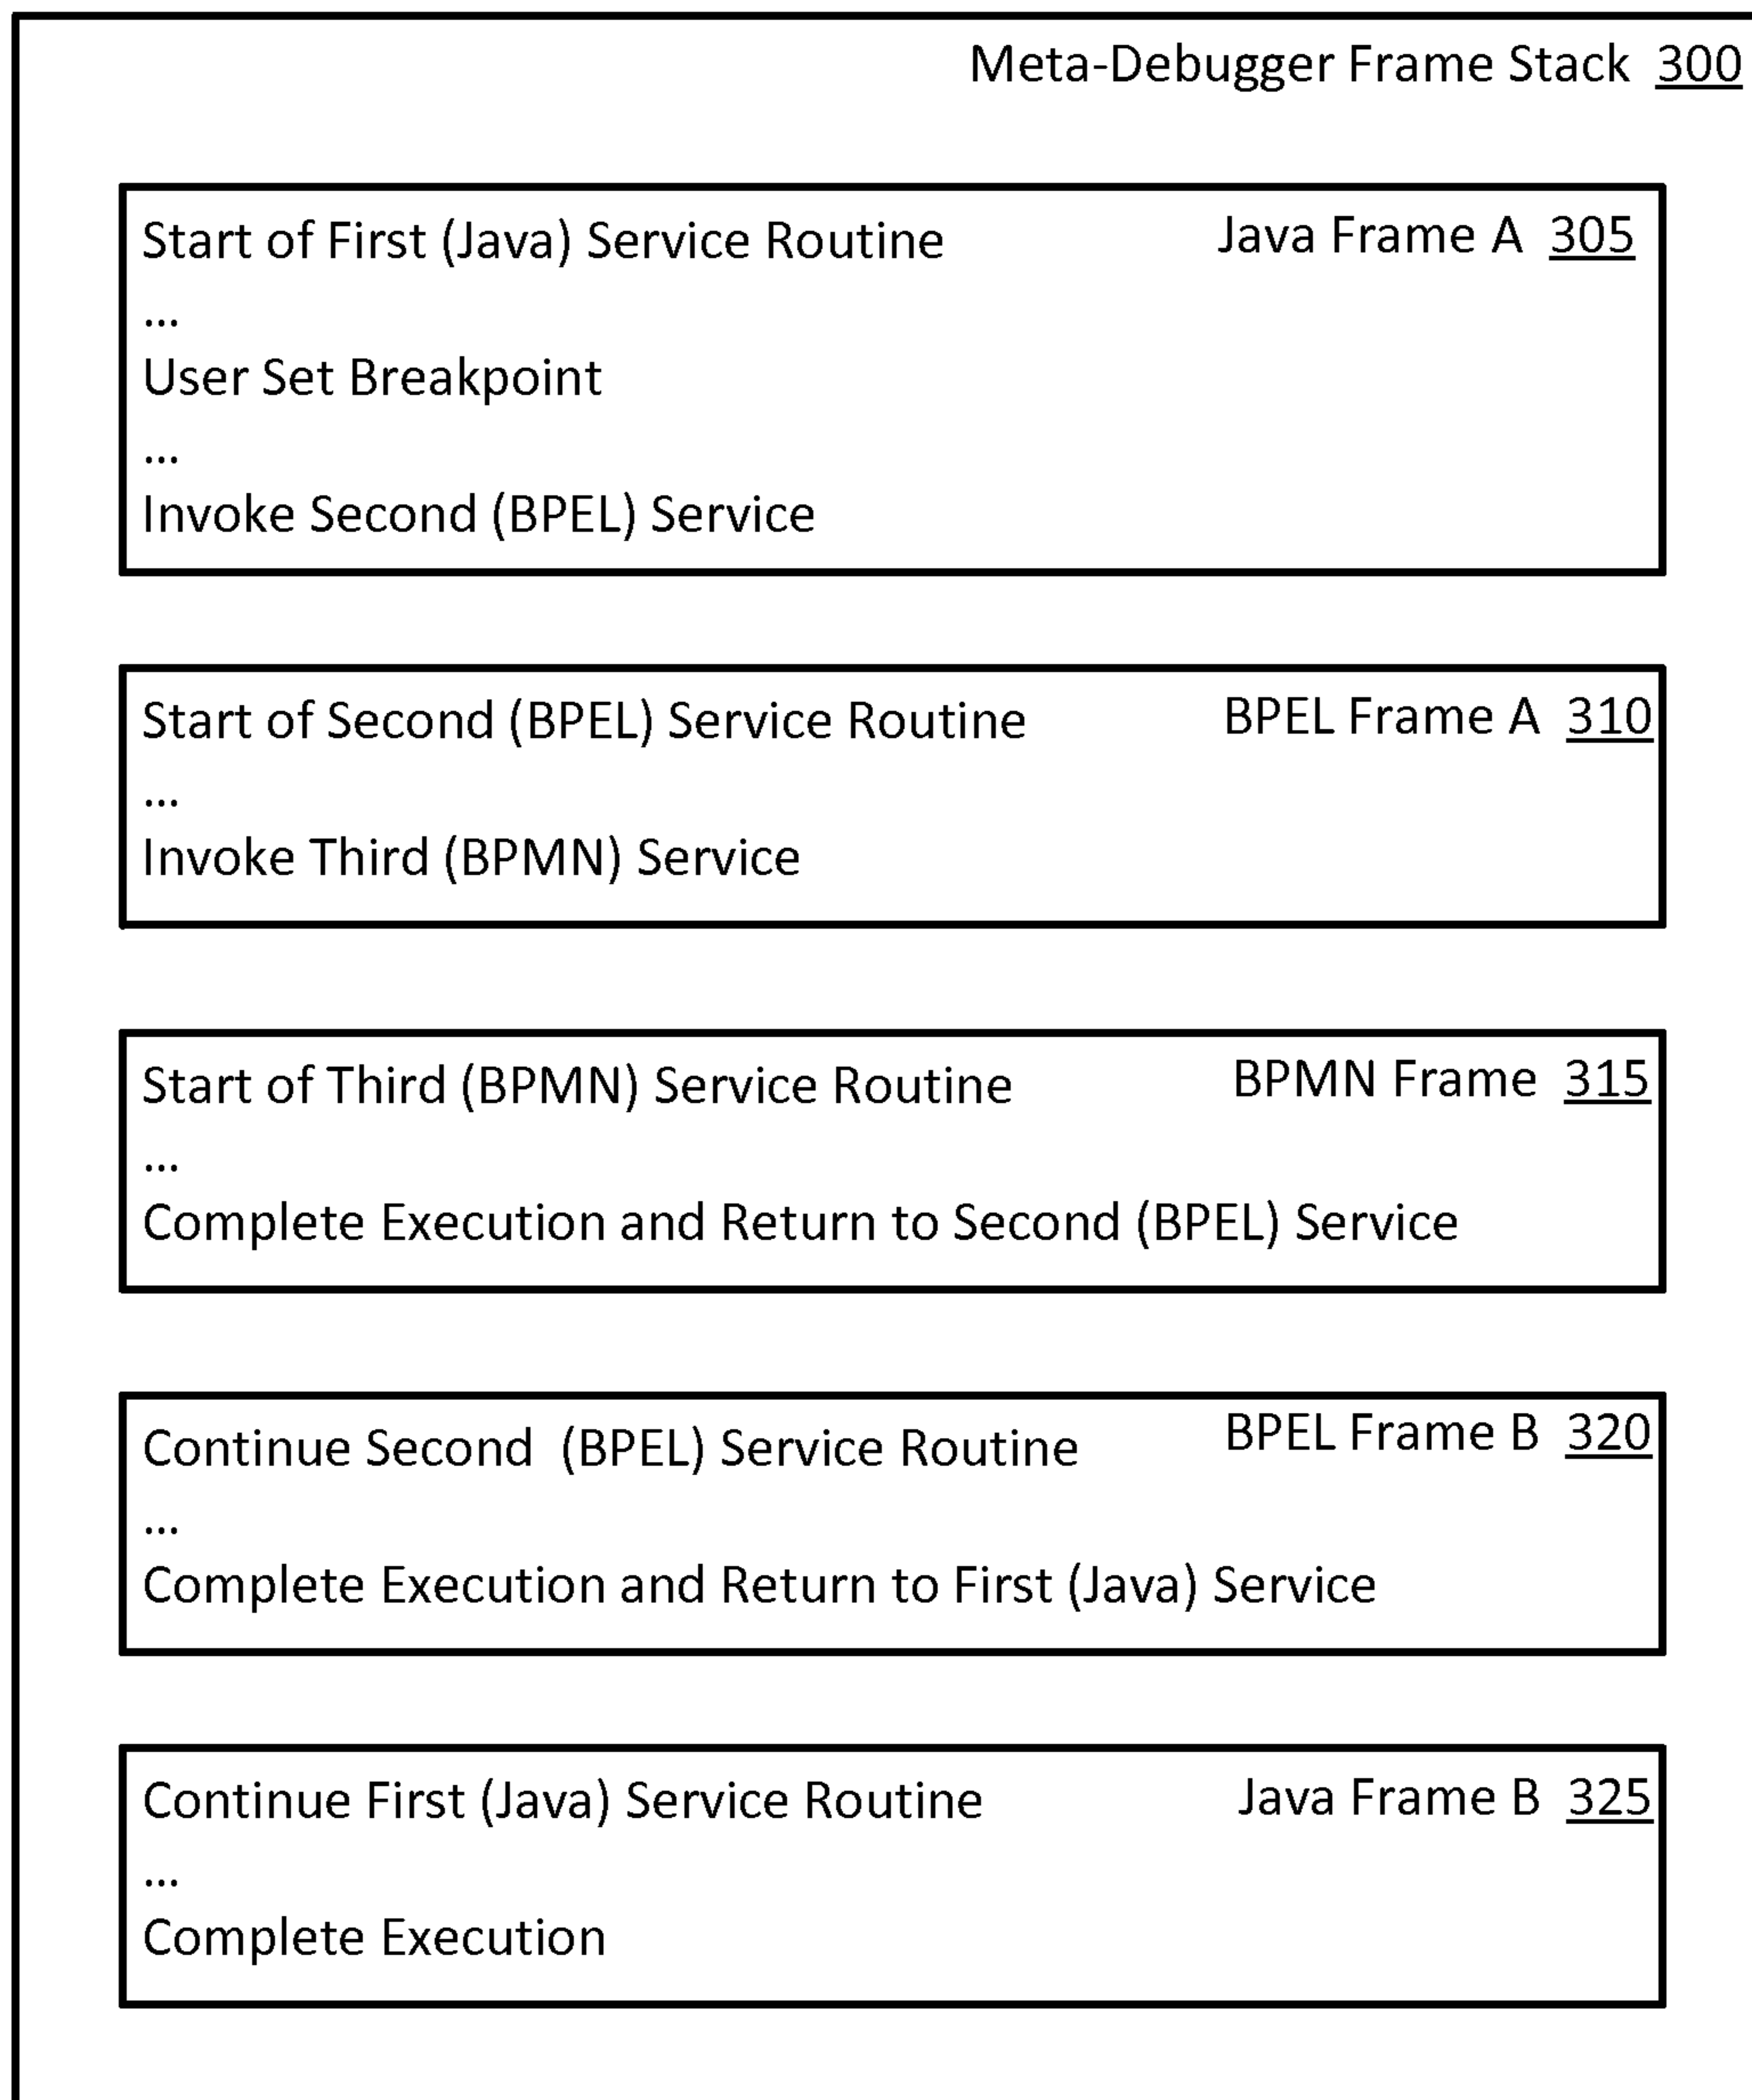 Meta-Debugger Frame Stack 300
Start of First (Java) Service Routine Java Frame A 305
...
User Set Breakpoint
...
Invoke Second (BPEL) Service
Start of Second (BPEL) Service Routine BPEL Frame A 310
...
Invoke Third (BPMN) Service
Start of Third (BPMN) Service Routine BPMN Frame 315
...
Complete Execution and Return to Second (BPEL) Service
Continue Second (BPEL) Service Routine BPEL Frame B 320
...
Complete Execution and Return to First (Java) Service
Continue First (Java) Service Routine Java Frame B 325
...
Complete Execution